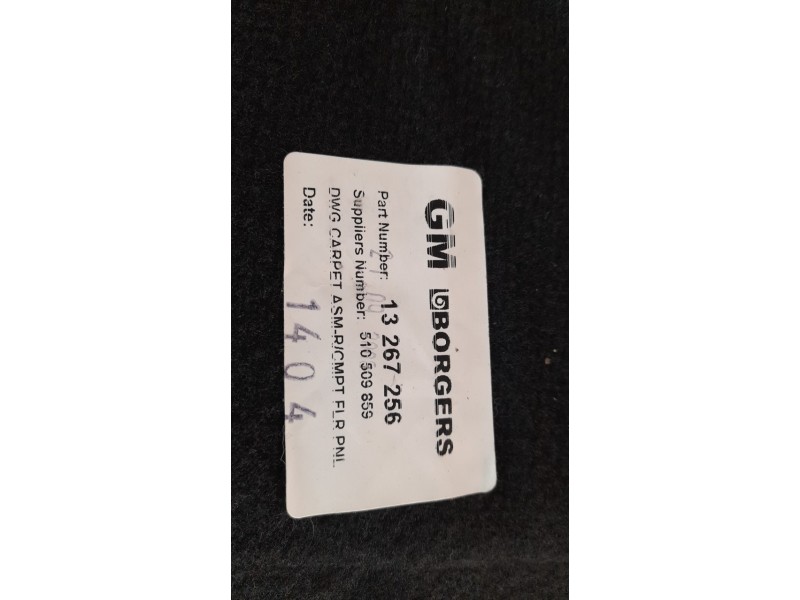 GM BORGERS
Part Number: 13 267 256
Suppliers Number: 510 509 859
DWG CARPET ASM-R/CMPT FLR PNL
Date:
1404